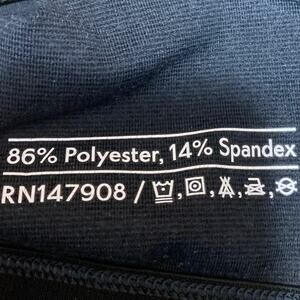 86% Polyester, 14% Spandex
RN147908 /